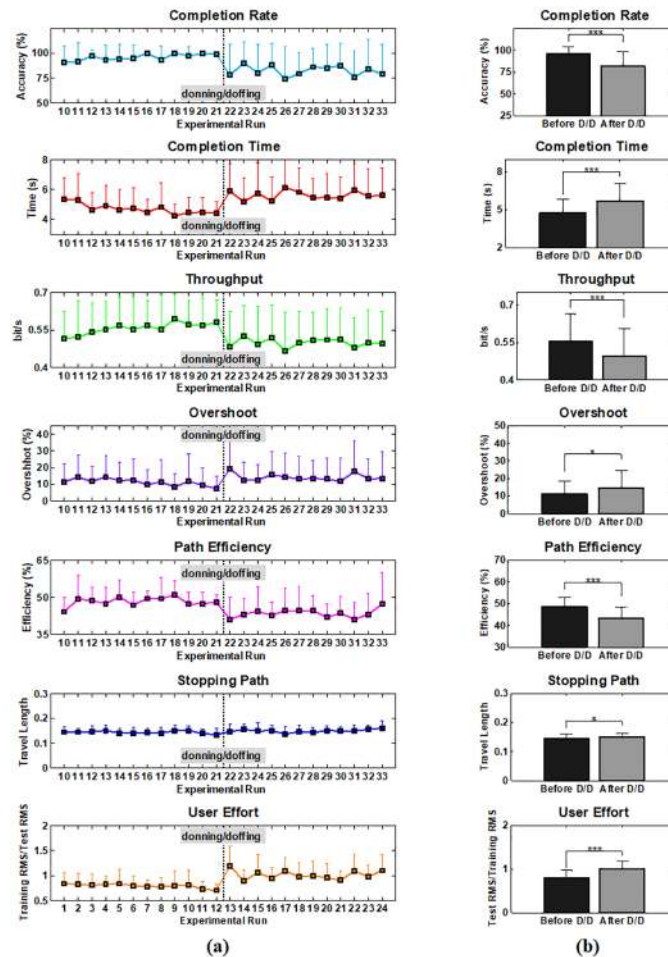 Completion Rate
Accuracy (%)
100
75
50
donning/doffing
10 11 12 13 14 15 16 17 18 19 20 21 22 23 24 25 26 27 28 29 30 31 32 33
Experimental Run
Completion Time
Time (s)
8
6
4
donning/doffing
10 11 12 13 14 15 16 17 18 19 20 21 22 23 24 25 26 27 28 29 30 31 32 33
Experimental Run
Throughput
bit/s
0.7
0.55
0.4
donning/doffing
10 11 12 13 14 15 16 17 18 19 20 21 22 23 24 25 26 27 28 29 30 31 32 33
Experimental Run
Overshoot
Overshhot (%)
40
30
20
10
0
donning/doffing
10 11 12 13 14 15 16 17 18 19 20 21 22 23 24 25 26 27 28 29 30 31 32 33
Experimental Run
Path Efficiency
Efficiency (%)
65
50
35
donning/doffing
10 11 12 13 14 15 16 17 18 19 20 21 22 23 24 25 26 27 28 29 30 31 32 33
Experimental Run
Stopping Path
Travel Length
0.3
0.2
0.1
0
donning/doffing
10 11 12 13 14 15 16 17 18 19 20 21 22 23 24 25 26 27 28 29 30 31 32 33
Experimental Run
User Effort
Training RMS/Test RMS
2
1.5
1
0.5
donning/doffing
1 2 3 4 5 6 7 8 9 10 11 12 13 14 15 16 17 18 19 20 21 22 23 24
Experimental Run
(a)
Completion Rate
Accuracy (%)
100
75
50
25
***
Before D/D After D/D
Completion Time
Time (s)
8
5
2
***
Before D/D After D/D
Throughput
bit/s
0.7
0.55
0.4
***
Before D/D After D/D
Overshoot
Overshoot (%)
50
40
30
20
10
0
*
Before D/D After D/D
Path Efficiency
Efficiency (%)
70
60
50
40
30
***
Before D/D After D/D
Stopping Path
Travel Length
0.3
0.2
0.1
0
*
Before D/D After D/D
User Effort
Test RMS/Training RMS
2
1
0
***
Before D/D After D/D
(b)